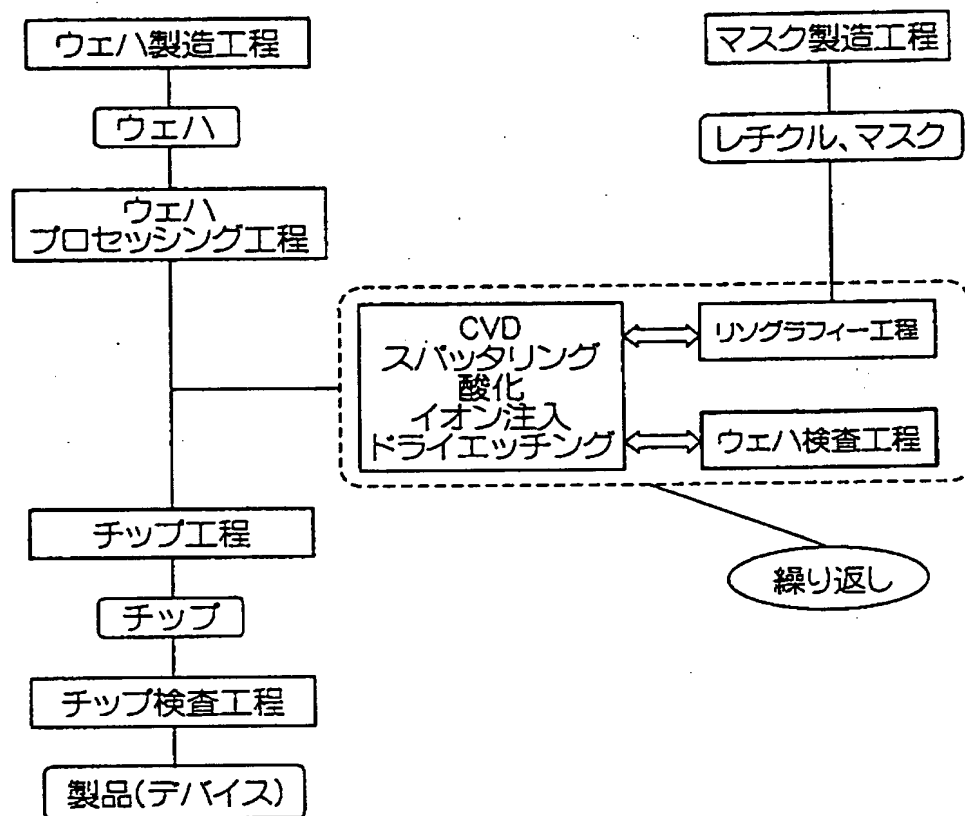 ウェハ製造工程
ウェハ
ウェハ
プロセッシング工程
マスク製造工程
レチクル、マスク
CVD
スパッタリング
酸化
イオン注入
ドライエッチング
リソグラフィー工程
ウェハ検査工程
繰り返し
チップ工程
チップ
チップ検査工程
製品(デバイス)